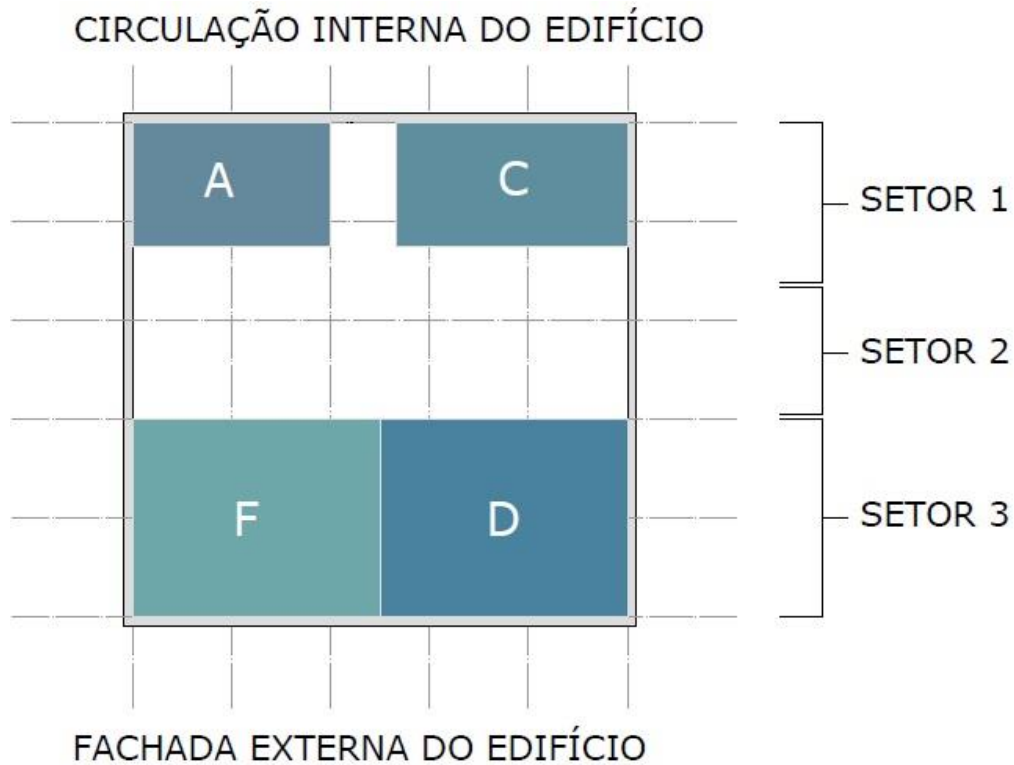 CIRCULAÇÃO INTERNA DO EDIFÍCIO
A
C
SETOR 1
SETOR 2
F
D
SETOR 3
FACHADA EXTERNA DO EDIFÍCIO